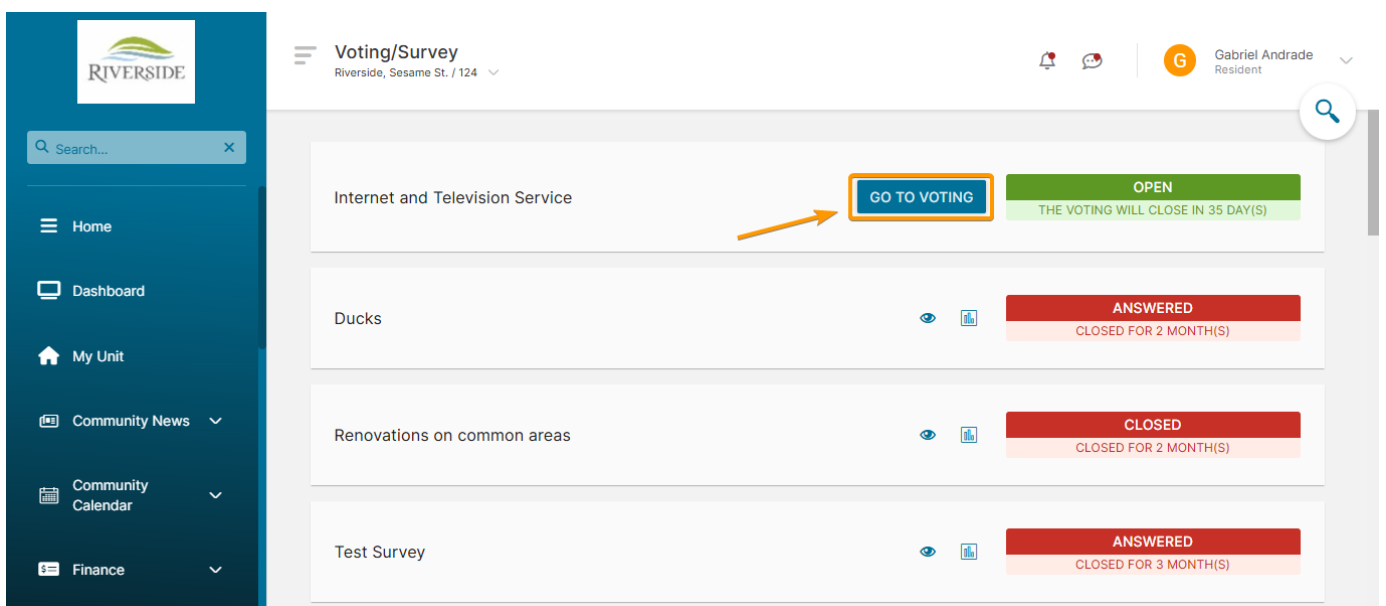 RIVERSIDE
Search...
Home
Dashboard
My Unit
Community News
Community
Calendar
Finance
Voting/Survey
Riverside, Sesame St. / 124
G
Gabriel Andrade
Resident
Internet and Television Service
GO TO VOTING
OPEN
THE VOTING WILL CLOSE IN 35 DAY(S)
Ducks
ANSWERED
CLOSED FOR 2 MONTH(S)
Renovations on common areas
CLOSED
CLOSED FOR 2 MONTH(S)
Test Survey
ANSWERED
CLOSED FOR 3 MONTH(S)